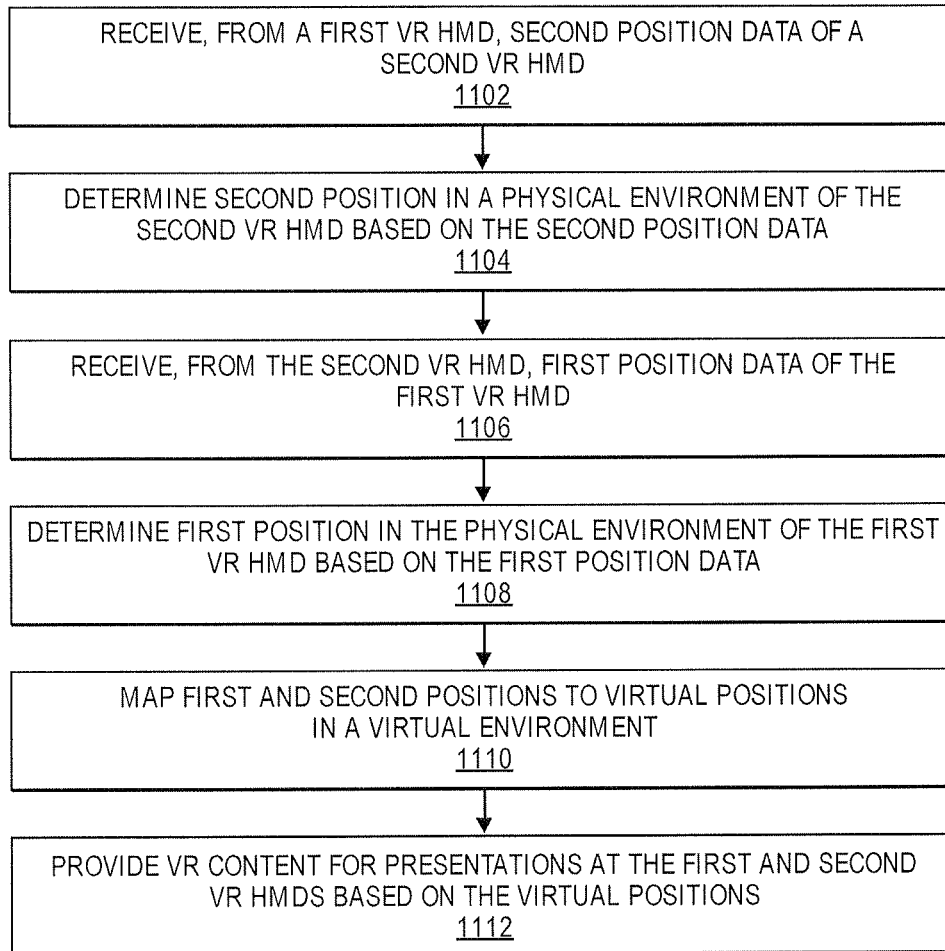 RECEIVE, FROM A FIRST VR HMD, SECOND POSITION DATA OF A
SECOND VR HMD
1102
DETERMINE SECOND POSITION IN A PHYSICAL ENVIRONMENT OF THE
SECOND VR HMD BASED ON THE SECOND POSITION DATA
1104
RECEIVE, FROM THE SECOND VR HMD, FIRST POSITION DATA OF THE
FIRST VR HMD
1106
DETERMINE FIRST POSITION IN THE PHYSICAL ENVIRONMENT OF THE FIRST
VR HMD BASED ON THE FIRST POSITION DATA
1108
MAP FIRST AND SECOND POSITIONS TO VIRTUAL POSITIONS
IN A VIRTUAL ENVIRONMENT
1110
PROVIDE VR CONTENT FOR PRESENTATIONS AT THE FIRST AND SECOND
VR HMDS BASED ON THE VIRTUAL POSITIONS
1112